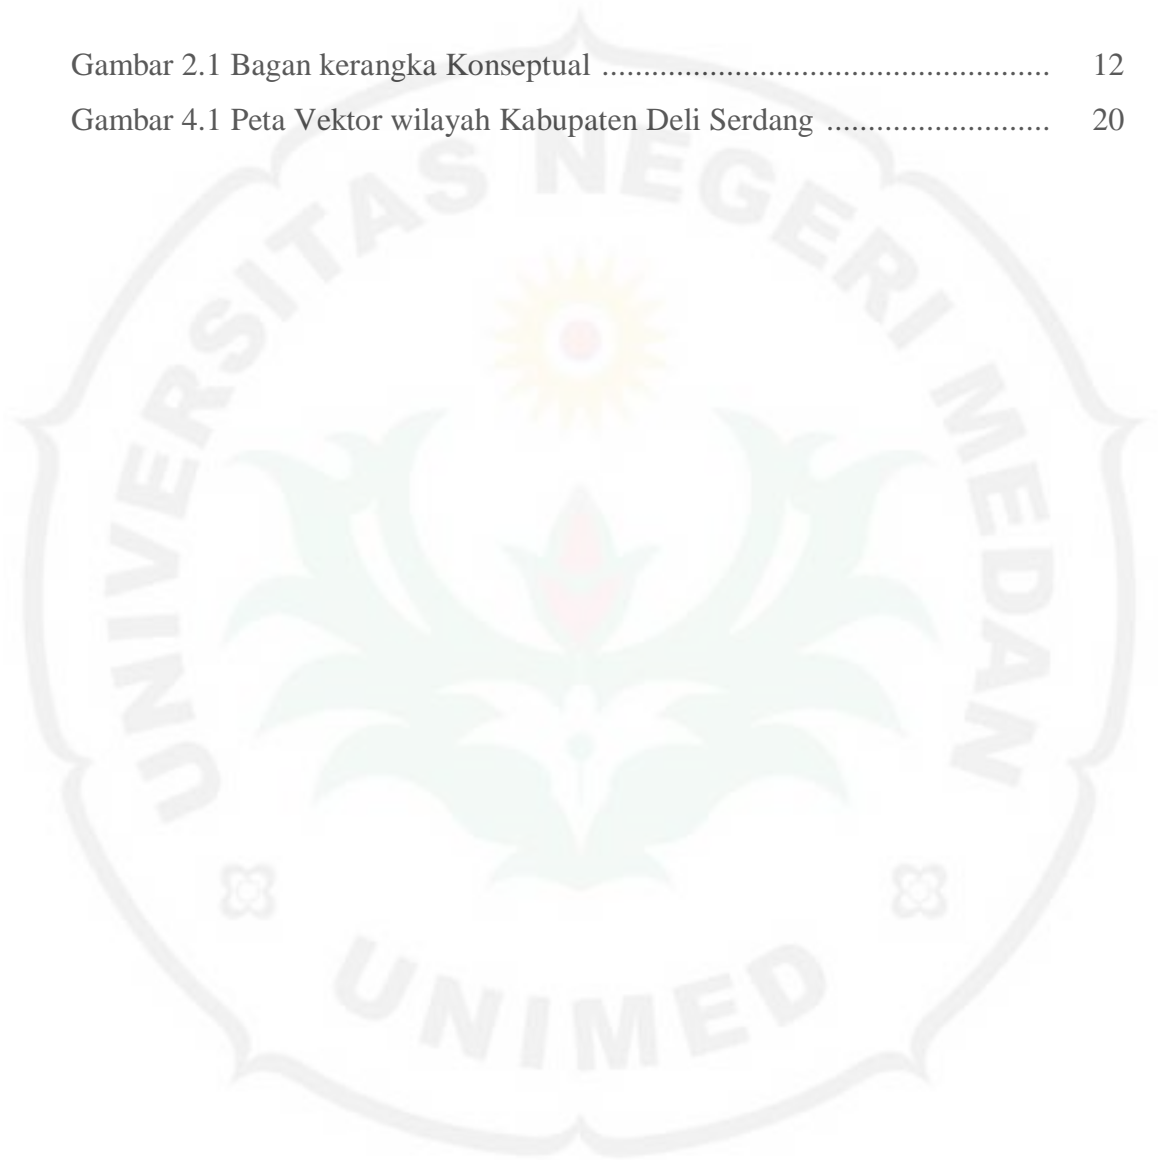 Gambar 2.1 Bagan kerangka Konseptual ................................................... 12
Gambar 4.1 Peta Vektor wilayah Kabupaten Deli Serdang ......................... 20
UNIVERSITAS NEGERI MEDAN
UNIMED